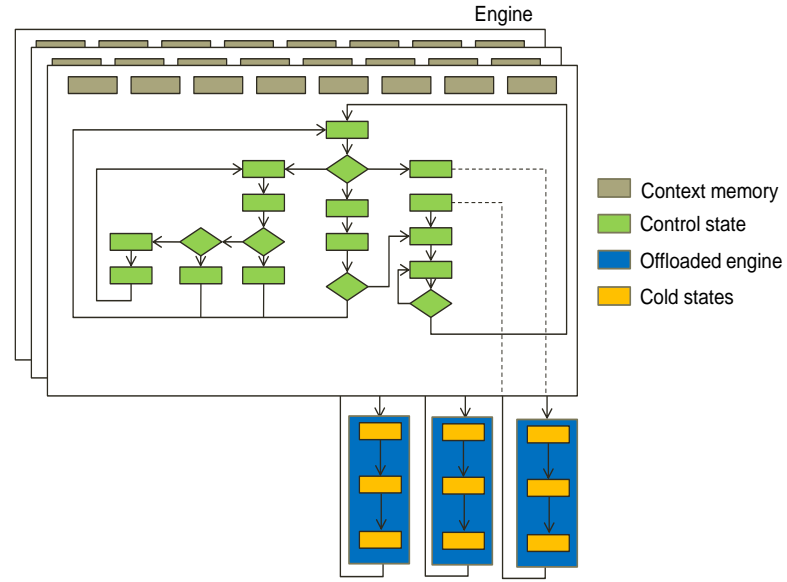 Engine
Context memory
Control state
Offloaded engine
Cold states